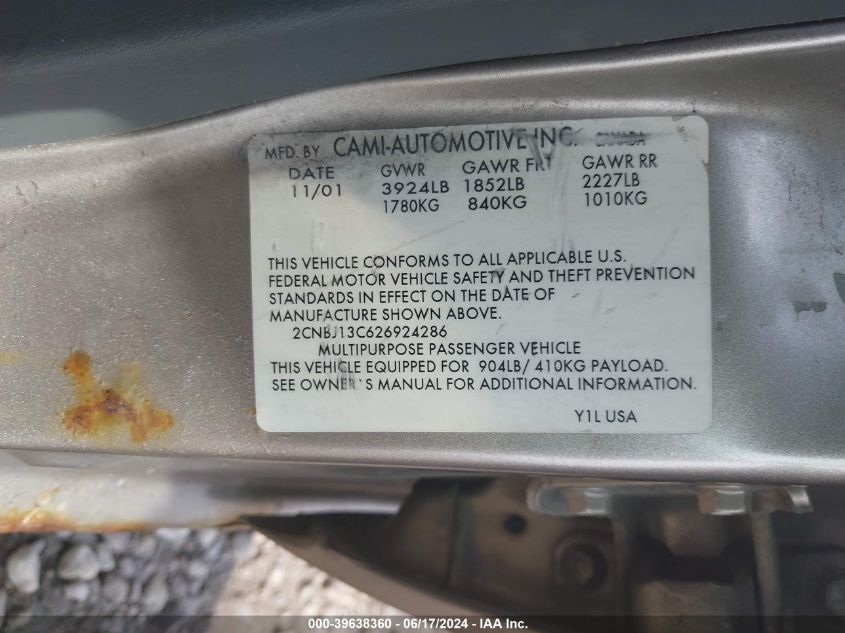 MFD. BY CAMI-AUTOMOTIVE INC. CANADA
DATE GVWR GAWR FRT GAWR RR
11/01 3924LB 1852LB 2227LB
1780KG 840KG 1010KG
THIS VEHICLE CONFORMS TO ALL APPLICABLE U.S.
FEDERAL MOTOR VEHICLE SAFETY AND THEFT PREVENTION
STANDARDS IN EFFECT ON THE DATE OF
MANUFACTURE SHOWN ABOVE.
2CNBJ13C626924286
MULTIPURPOSE PASSENGER VEHICLE
THIS VEHICLE EQUIPPED FOR 904LB/ 410KG PAYLOAD.
SEE OWNER'S MANUAL FOR ADDITIONAL INFORMATION.
Y1L USA
000-39638360 - 06/17/2024 - IAA Inc.